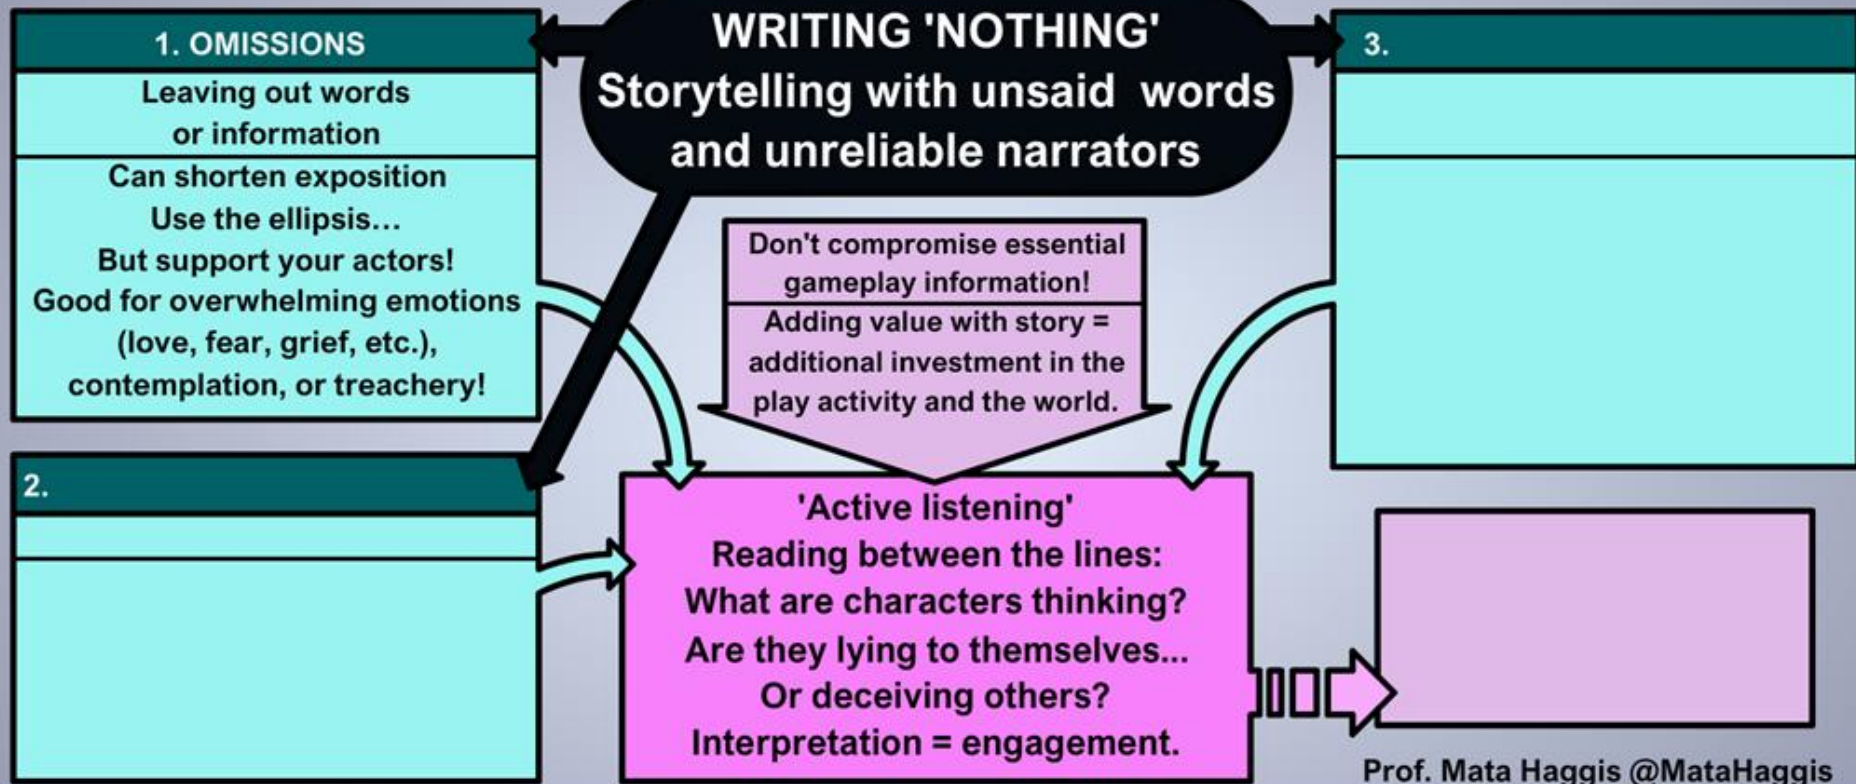 WRITING 'NOTHING'
Storytelling with unsaid words
and unreliable narrators
1. OMISSIONS
Leaving out words
or information
Can shorten exposition
Use the ellipsis...
But support your actors!
Good for overwhelming emotions
(love, fear, grief, etc.),
contemplation, or treachery!
2.
3.
Don't compromise essential
gameplay information!
Adding value with story =
additional investment in the
play activity and the world.
'Active listening'
Reading between the lines:
What are characters thinking?
Are they lying to themselves...
Or deceiving others?
Interpretation = engagement.
Prof. Mata Haggis @MataHaggis